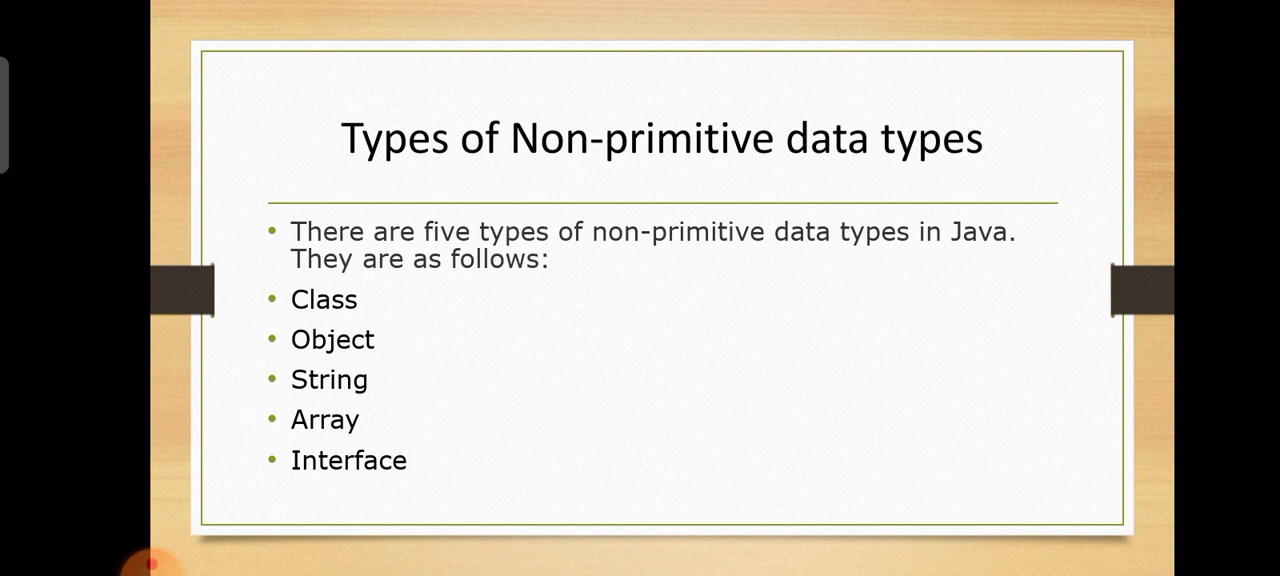 Types of Non-primitive data types
• There are five types of non-primitive data types in Java.
They are as follows:
• Class
• Object
• String
• Array
• Interface